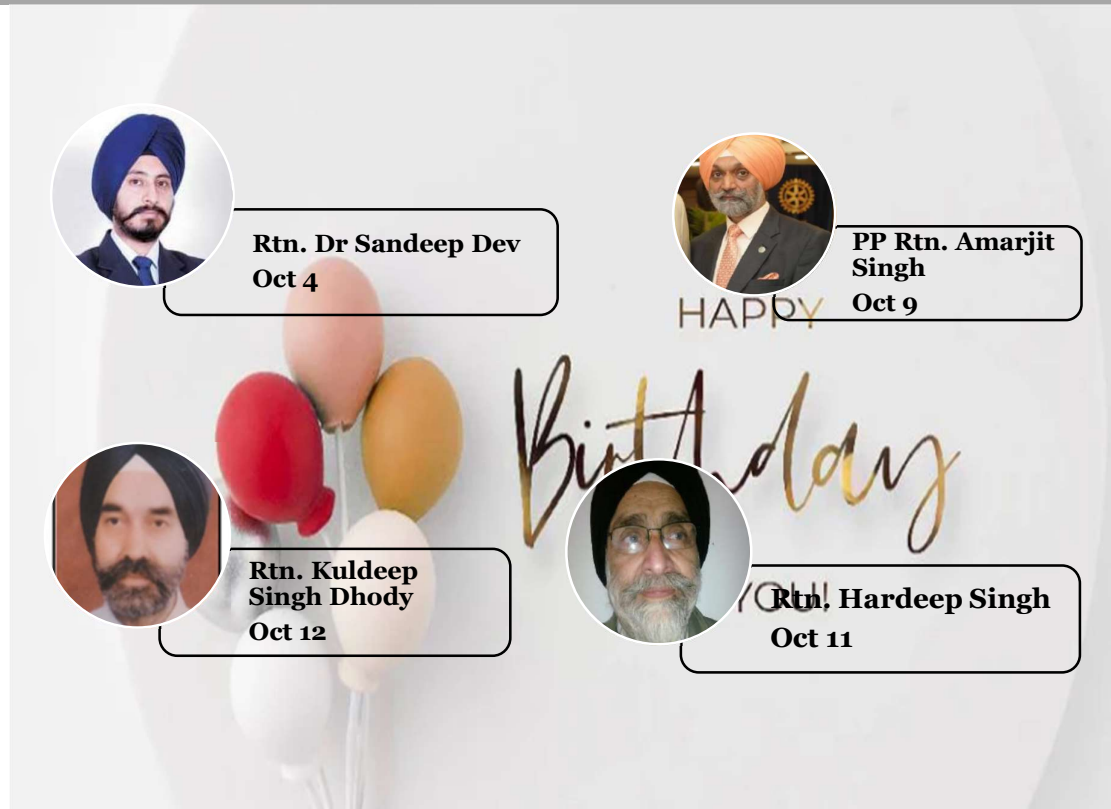 Rtn. Dr Sandeep Dev
Oct 4
PP Rtn. Amarjit
Singh
Oct 9
HAPPY
Birthday
YOU!
Rtn. Kuldeep
Singh Dhody
Oct 12
Rtn. Hardeep Singh
Oct 11